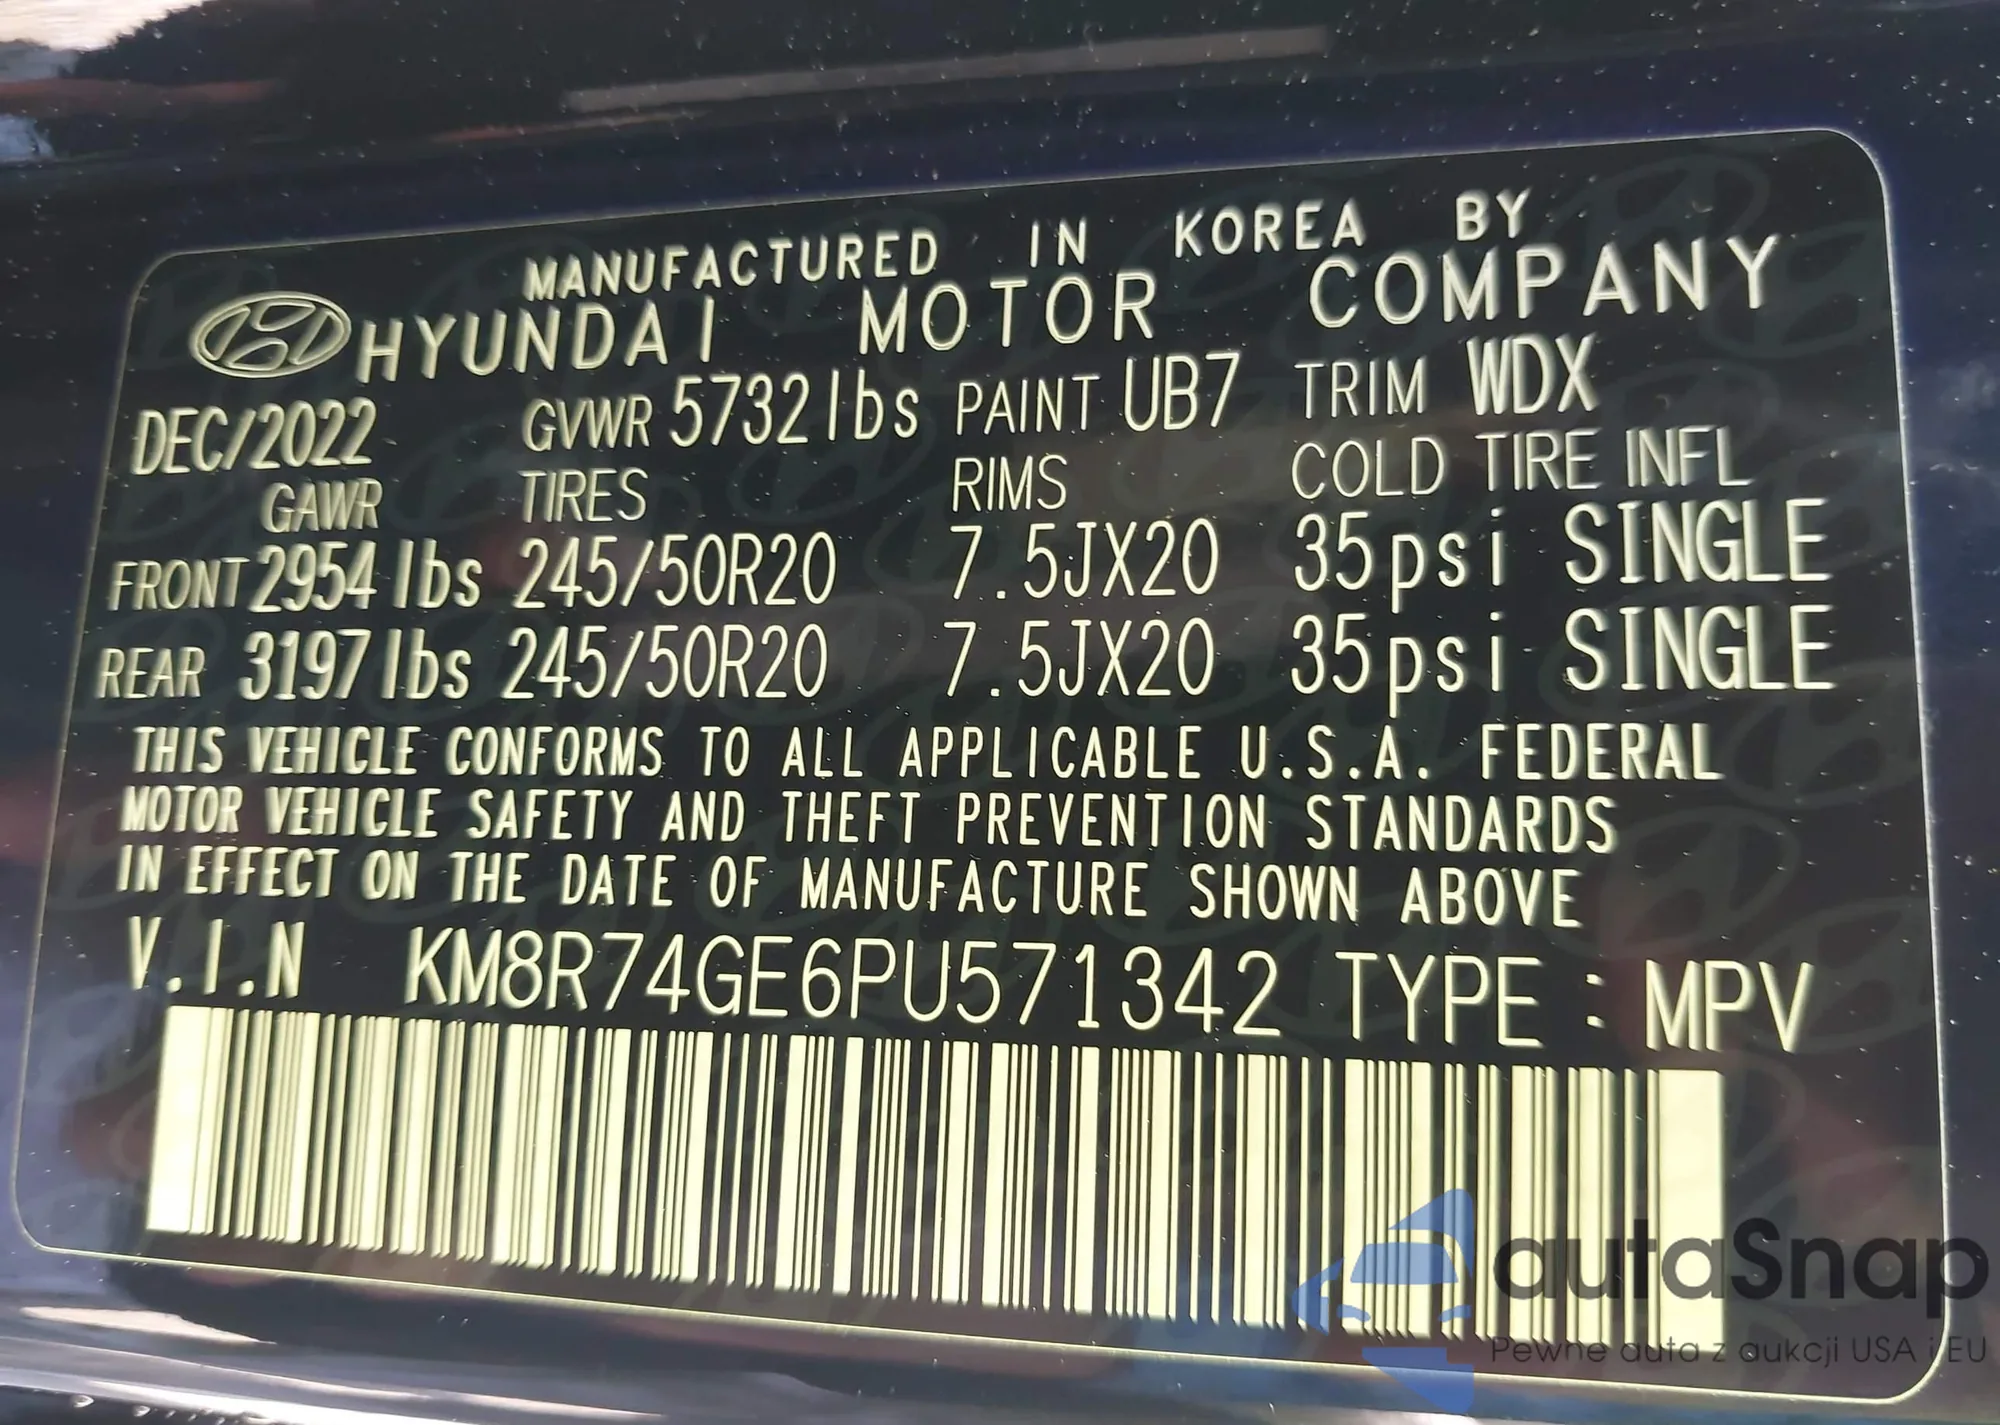 MANUFACTURED IN KOREA BY
HYUNDAI MOTOR COMPANY
DEC/2022 GVWR 5732lbs PAINT UB7 TRIM WDX
GAWR TIRES RIMS COLD TIRE INFL
FRONT 2954 lbs 245/50R20 7.5JX20 35psi SINGLE
REAR 3197lbs 245/50R20 7.5JX20 35psi SINGLE
THIS VEHICLE CONFORMS TO ALL APPLICABLE U.S.A. FEDERAL
MOTOR VEHICLE SAFETY AND THEFT PREVENTION STANDARDS
IN EFFECT ON THE DATE OF MANUFACTURE SHOWN ABOVE
V.I.N KM8R74GE6PU571342 TYPE : MPV
autaSnap
Pewne auta z aukcji USA i EU